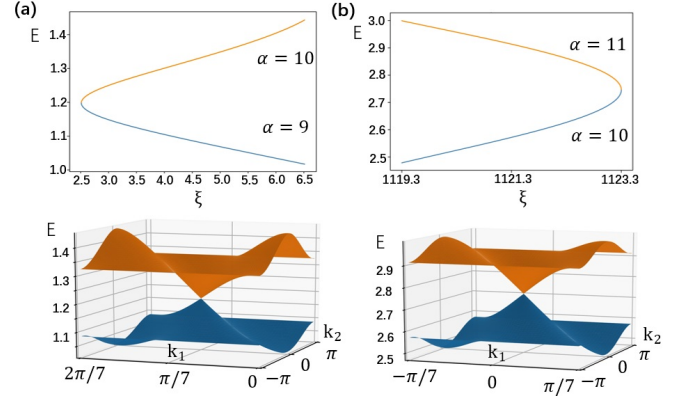 (a)
E
1.4
1.3
1.2
1.1
1.0
α = 10
α = 9
2.5 3.0 3.5 4.0 4.5 5.0 5.5 6.0 6.5
ξ
(b)
E
3.0
2.9
2.8
2.7
2.6
2.5
α = 11
α = 10
1119.3 1121.3 1123.3
ξ
E
1.4
1.3
1.2
1.1
k₁
k₂
2π/7 π/7 0
−π 0 π
E
2.9
2.8
2.7
2.6
2.5
k₁
k₂
−π/7 0 π/7
−π 0 π